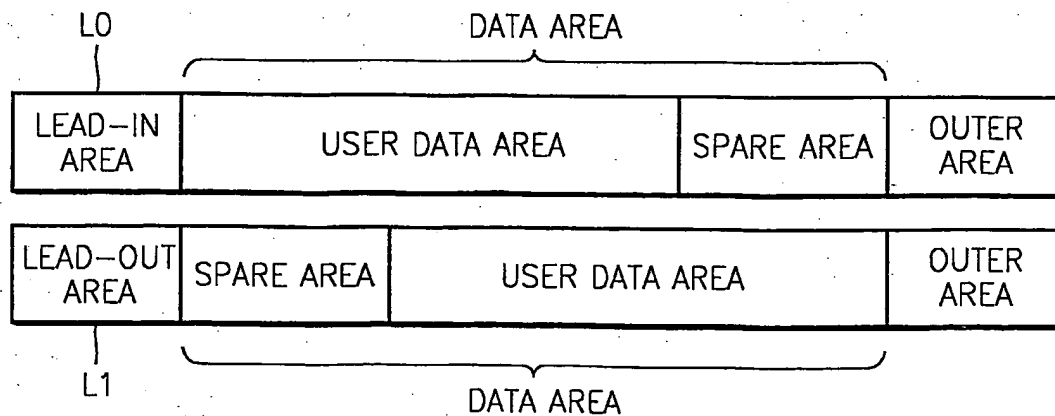 L0
DATA AREA
LEAD-IN
AREA
USER DATA AREA
SPARE AREA
OUTER
AREA
LEAD-OUT
AREA
SPARE AREA
USER DATA AREA
OUTER
AREA
L1
DATA AREA